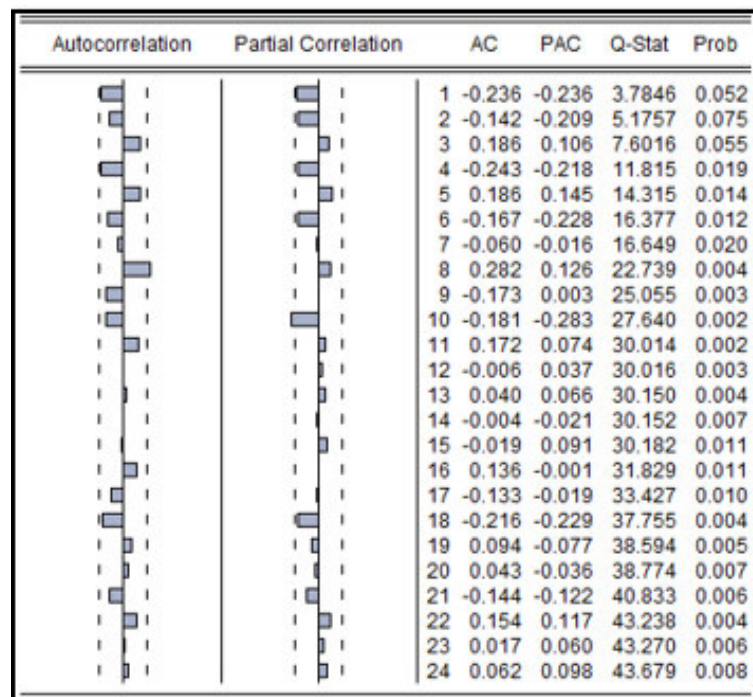 Autocorrelation Partial Correlation AC PAC Q-Stat Prob
1 -0.236 -0.236 3.7846 0.052
2 -0.142 -0.209 5.1757 0.075
3 0.186 0.106 7.6016 0.055
4 -0.243 -0.218 11.815 0.019
5 0.186 0.145 14.315 0.014
6 -0.167 -0.228 16.377 0.012
7 -0.060 -0.016 16.649 0.020
8 0.282 0.126 22.739 0.004
9 -0.173 0.003 25.055 0.003
10 -0.181 -0.283 27.640 0.002
11 0.172 0.074 30.014 0.002
12 -0.006 0.037 30.016 0.003
13 0.040 0.066 30.150 0.004
14 -0.004 -0.021 30.152 0.007
15 -0.019 0.091 30.182 0.011
16 0.136 -0.001 31.829 0.011
17 -0.133 -0.019 33.427 0.010
18 -0.216 -0.229 37.755 0.004
19 0.094 -0.077 38.594 0.005
20 0.043 -0.036 38.774 0.007
21 -0.144 -0.122 40.833 0.006
22 0.154 0.117 43.238 0.004
23 0.017 0.060 43.270 0.006
24 0.062 0.098 43.679 0.008